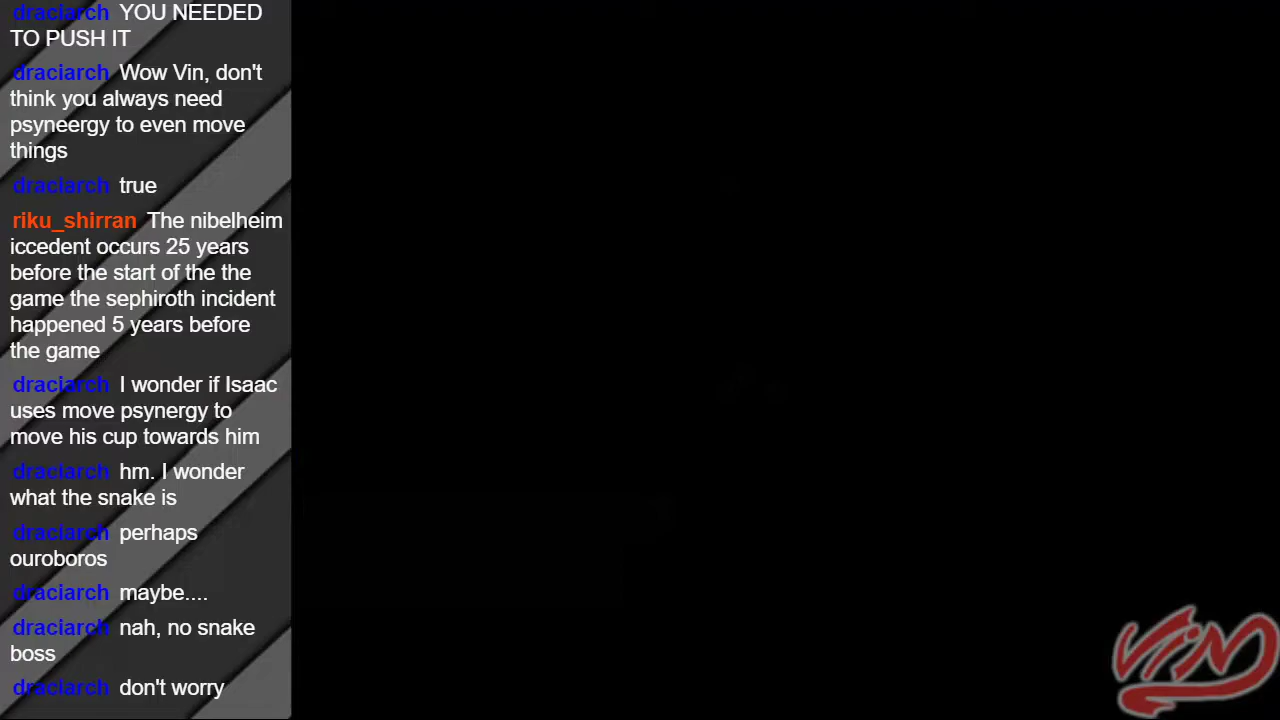 draciarch YOU NEEDED
TO PUSH IT
draciarch Wow Vin, don't
think you always need
psyneergy to even move
things
draciarch true
riku_shirran The nibelheim
iccedent occurs 25 years
before the start of the the
game the sephiroth incident
happened 5 years before
the game
draciarch I wonder if Isaac
uses move psynergy to
move his cup towards him
draciarch hm. I wonder
what the snake is
draciarch perhaps
ouroboros
draciarch maybe....
draciarch nah, no snake
boss
draciarch don't worry
ViN